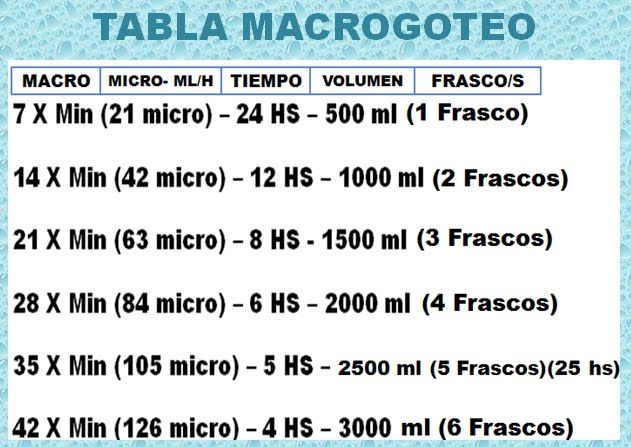 TABLA MACROGOTEO
MACRO MICRO- ML/H TIEMPO VOLUMEN FRASCO/S
7 X Min (21 micro) – 24 HS – 500 ml (1 Frasco)
14 X Min (42 micro) – 12 HS – 1000 ml (2 Frascos)
21 X Min (63 micro) – 8 HS - 1500 ml (3 Frascos)
28 X Min (84 micro) – 6 HS – 2000 ml (4 Frascos)
35 X Min (105 micro) – 5 HS – 2500 ml (5 Frascos)(25 hs)
42 X Min (126 micro) – 4 HS – 3000 ml (6 Frascos)